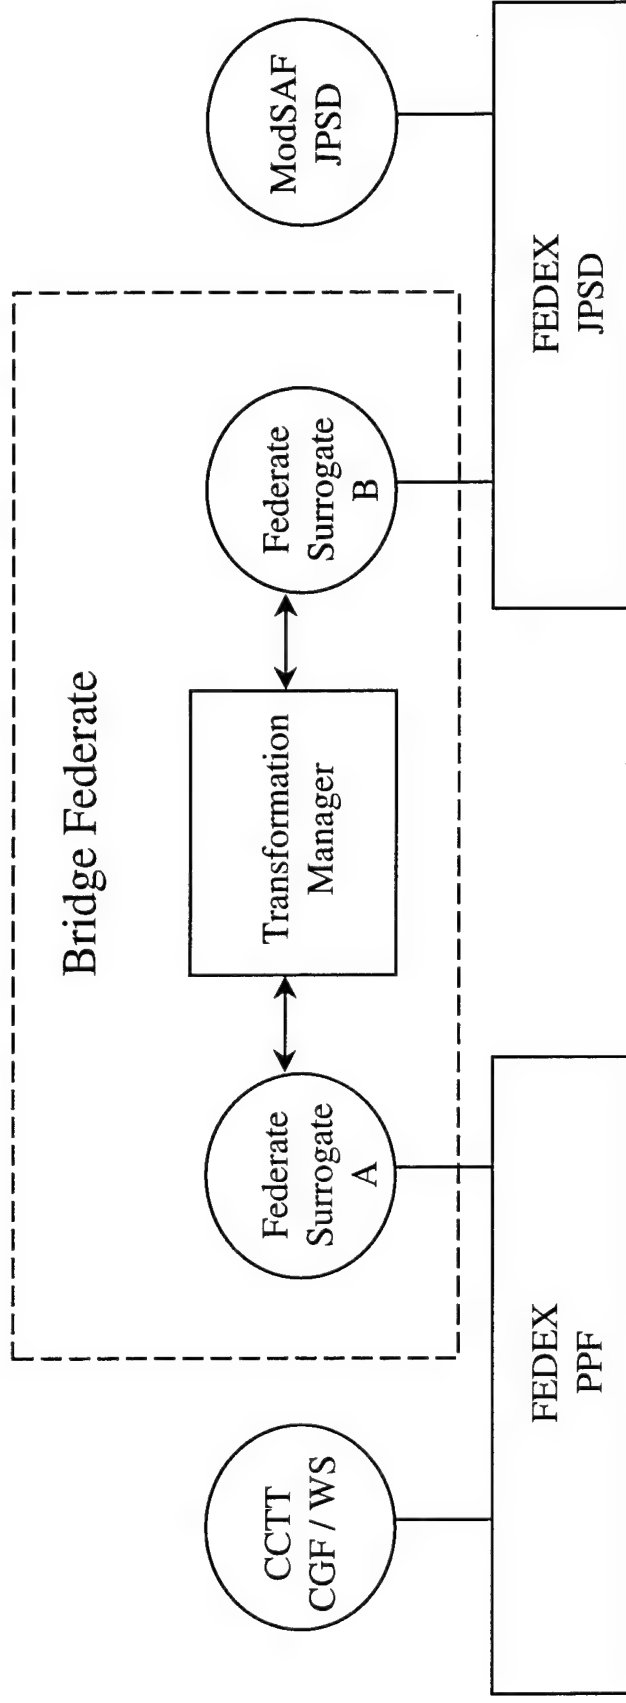 Bridge Federate
CCTT
CGF / WS
Federate
Surrogate
A
Transformation
Manager
Federate
Surrogate
B
ModSAF
JPSD
FEDEX
PPF
FEDEX
JPSD